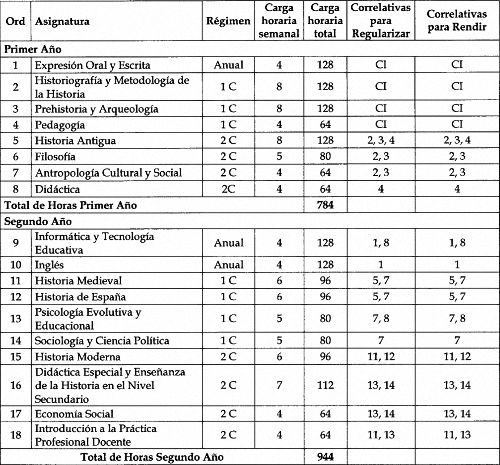 Ord Asignatura Régimen Carga horaria semanal Carga horaria total Correlativas para Regularizar Correlativas para Rendir
Primer Año
1 Expresión Oral y Escrita Anual 4 128 CI CI
2 Historiografía y Metodología de la Historia 1 C 8 128 CI CI
3 Prehistoria y Arqueología 1 C 8 128 CI CI
4 Pedagogía 1 C 4 64 CI CI
5 Historia Antigua 2 C 8 128 2, 3, 4 2, 3, 4
6 Filosofía 2 C 5 80 2, 3 2, 3
7 Antropología Cultural y Social 2 C 4 64 2, 3 2, 3
8 Didáctica 2C 4 64 4 4
Total de Horas Primer Año 784
Segundo Año
9 Informática y Tecnología Educativa Anual 4 128 1, 8 1, 8
10 Inglés Anual 4 128 1 1
11 Historia Medieval 1 C 6 96 5, 7 5, 7
12 Historia de España 1 C 6 96 5, 7 5, 7
13 Psicología Evolutiva y Educacional 1 C 5 80 7, 8 7, 8
14 Sociología y Ciencia Política 1 C 5 80 7 7
15 Historia Moderna 2 C 6 96 11, 12 11, 12
16 Didáctica Especial y Enseñanza de la Historia en el Nivel Secundario 2 C 7 112 13, 14 13, 14
17 Economía Social 2 C 4 64 13, 14 13, 14
18 Introducción a la Práctica Profesional Docente 2 C 4 64 11, 13 11, 13
Total de Horas Segundo Año 944